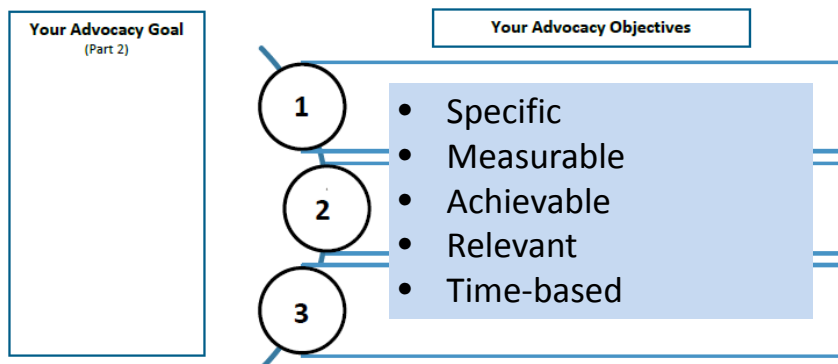 Your Advocacy Goal
(Part 2)
Your Advocacy Objectives
1
2
3
• Specific
• Measurable
• Achievable
• Relevant
• Time-based